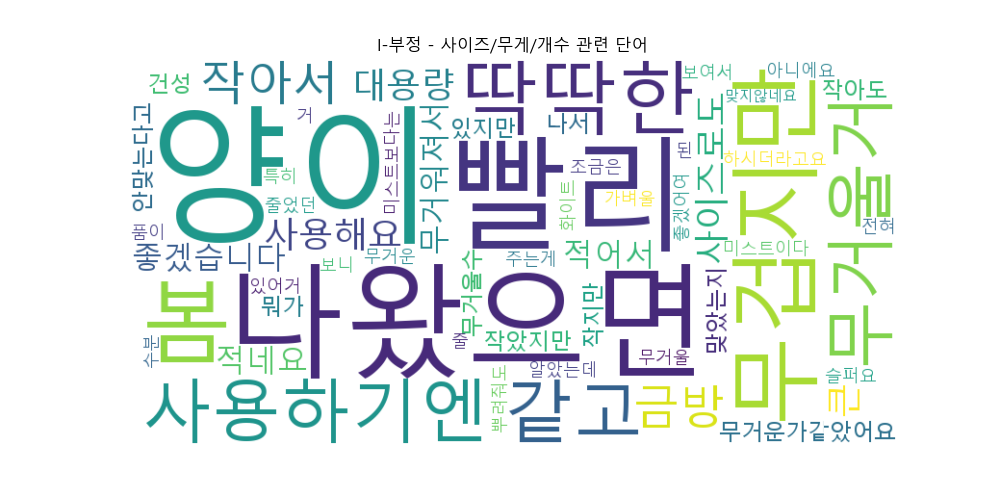 I-부정 - 사이즈/무게/개수 관련 단어
건성
작아서
대용량
딱딱한
보여서
아니에요
맞지않네요
작아도
안맞는다고
양이
거
미스트보다는
무거워져서
있지만
나서
빨리
된
사이즈로도
하시더라고요
무겁지만
무거울거
특히
줄었던
조금은
화이트
가벼울
좋겠어여
전혀
품이
사용해요
좋겠습니다
보니
무거운
주는게
적어서
미스트이다
봄
나왔으면
있어거
뭐가
무거울수
작지만
맞았는지
수분
적네요
줄
작았지만
알았는데
무거울
슬퍼요
사용하기엔
뿌려줘도
같고
금방
큰
무거운가같았어요